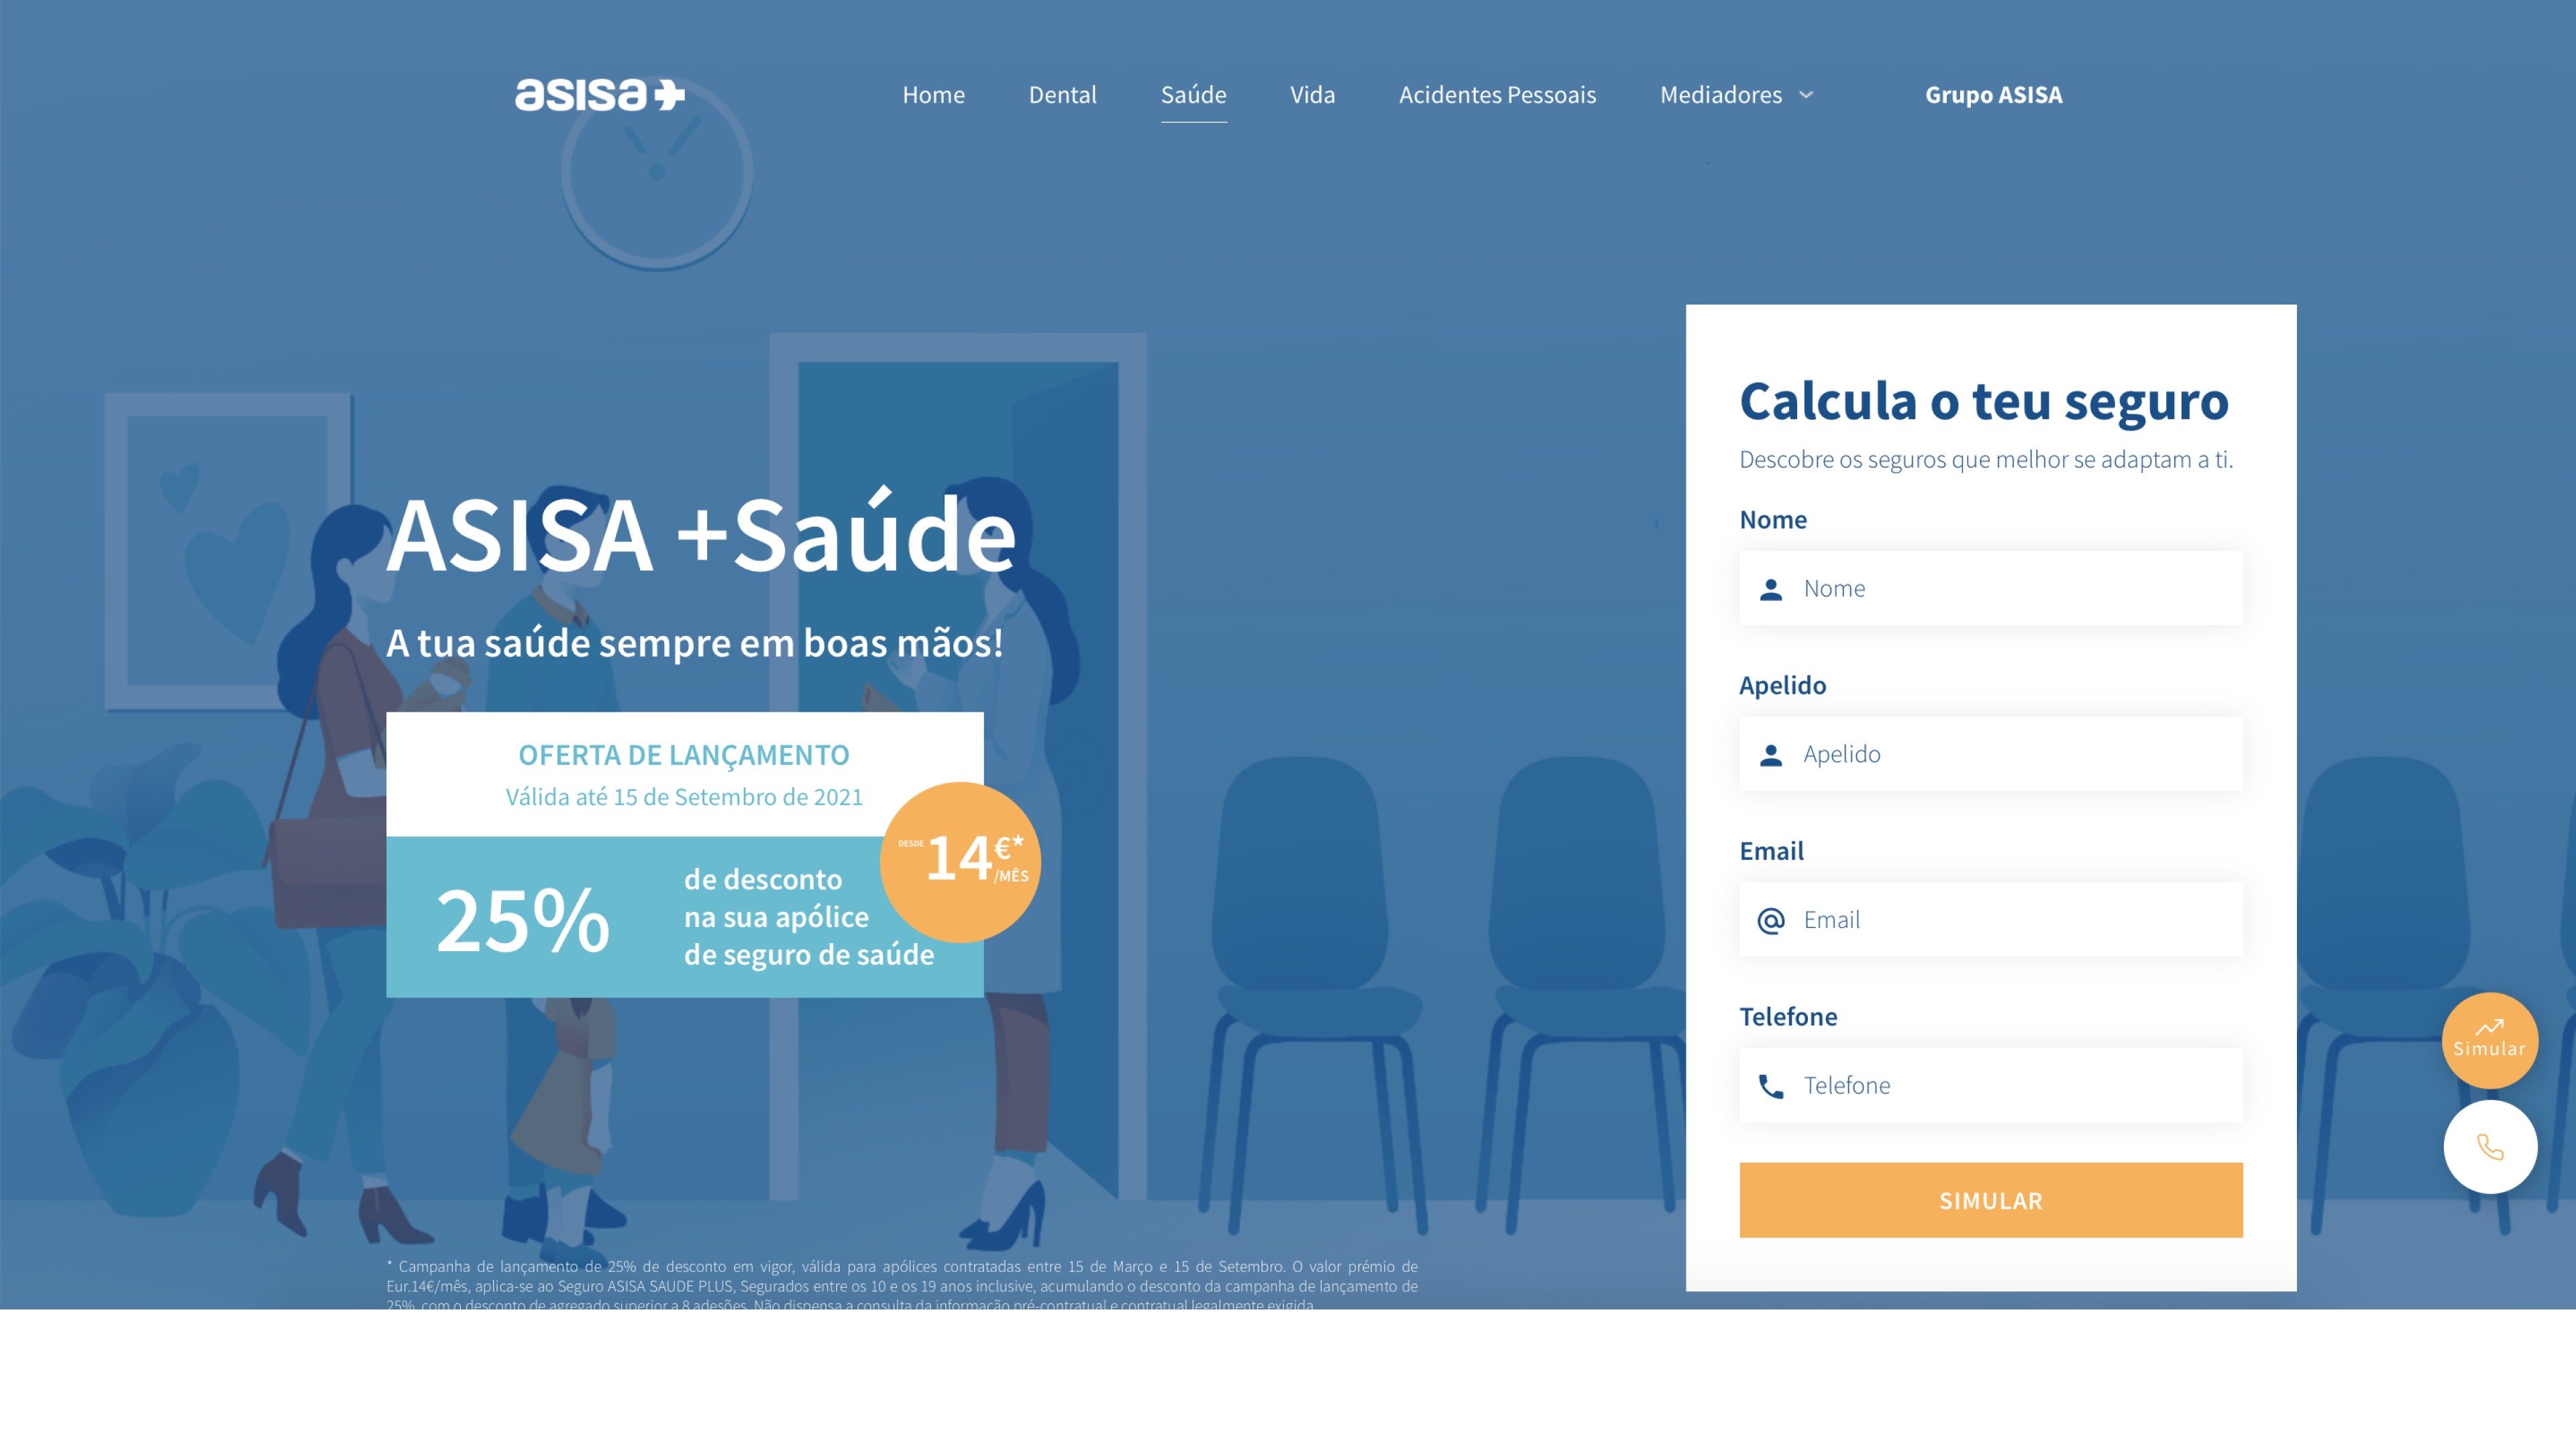 asisa
Home Dental Saúde Vida Acidentes Pessoais Mediadores Grupo ASISA
ASISA +Saúde
A tua saúde sempre em boas mãos!
OFERTA DE LANÇAMENTO
Válida até 15 de Setembro de 2021
25%
de desconto
na sua apólice
de seguro de saúde
DESDE 14€*
/MÊS
* Campanha de lançamento de 25% de desconto em vigor, válida para apólices contratadas entre 15 de Março e 15 de Setembro. O valor prémio de
Eur.14€/mês, aplica-se ao Seguro ASISA SAUDE PLUS, Segurados entre os 10 e os 19 anos inclusive, acumulando o desconto da campanha de lançamento de
25%, com o desconto de agregado superior a 8 adesões. Não dispensa a consulta da informação pré-contratual e contratual legalmente exigida.
Calcula o teu seguro
Descobre os seguros que melhor se adaptam a ti.
Nome
Nome
Apelido
Apelido
Email
Email
Telefone
Telefone
SIMULAR
Simular